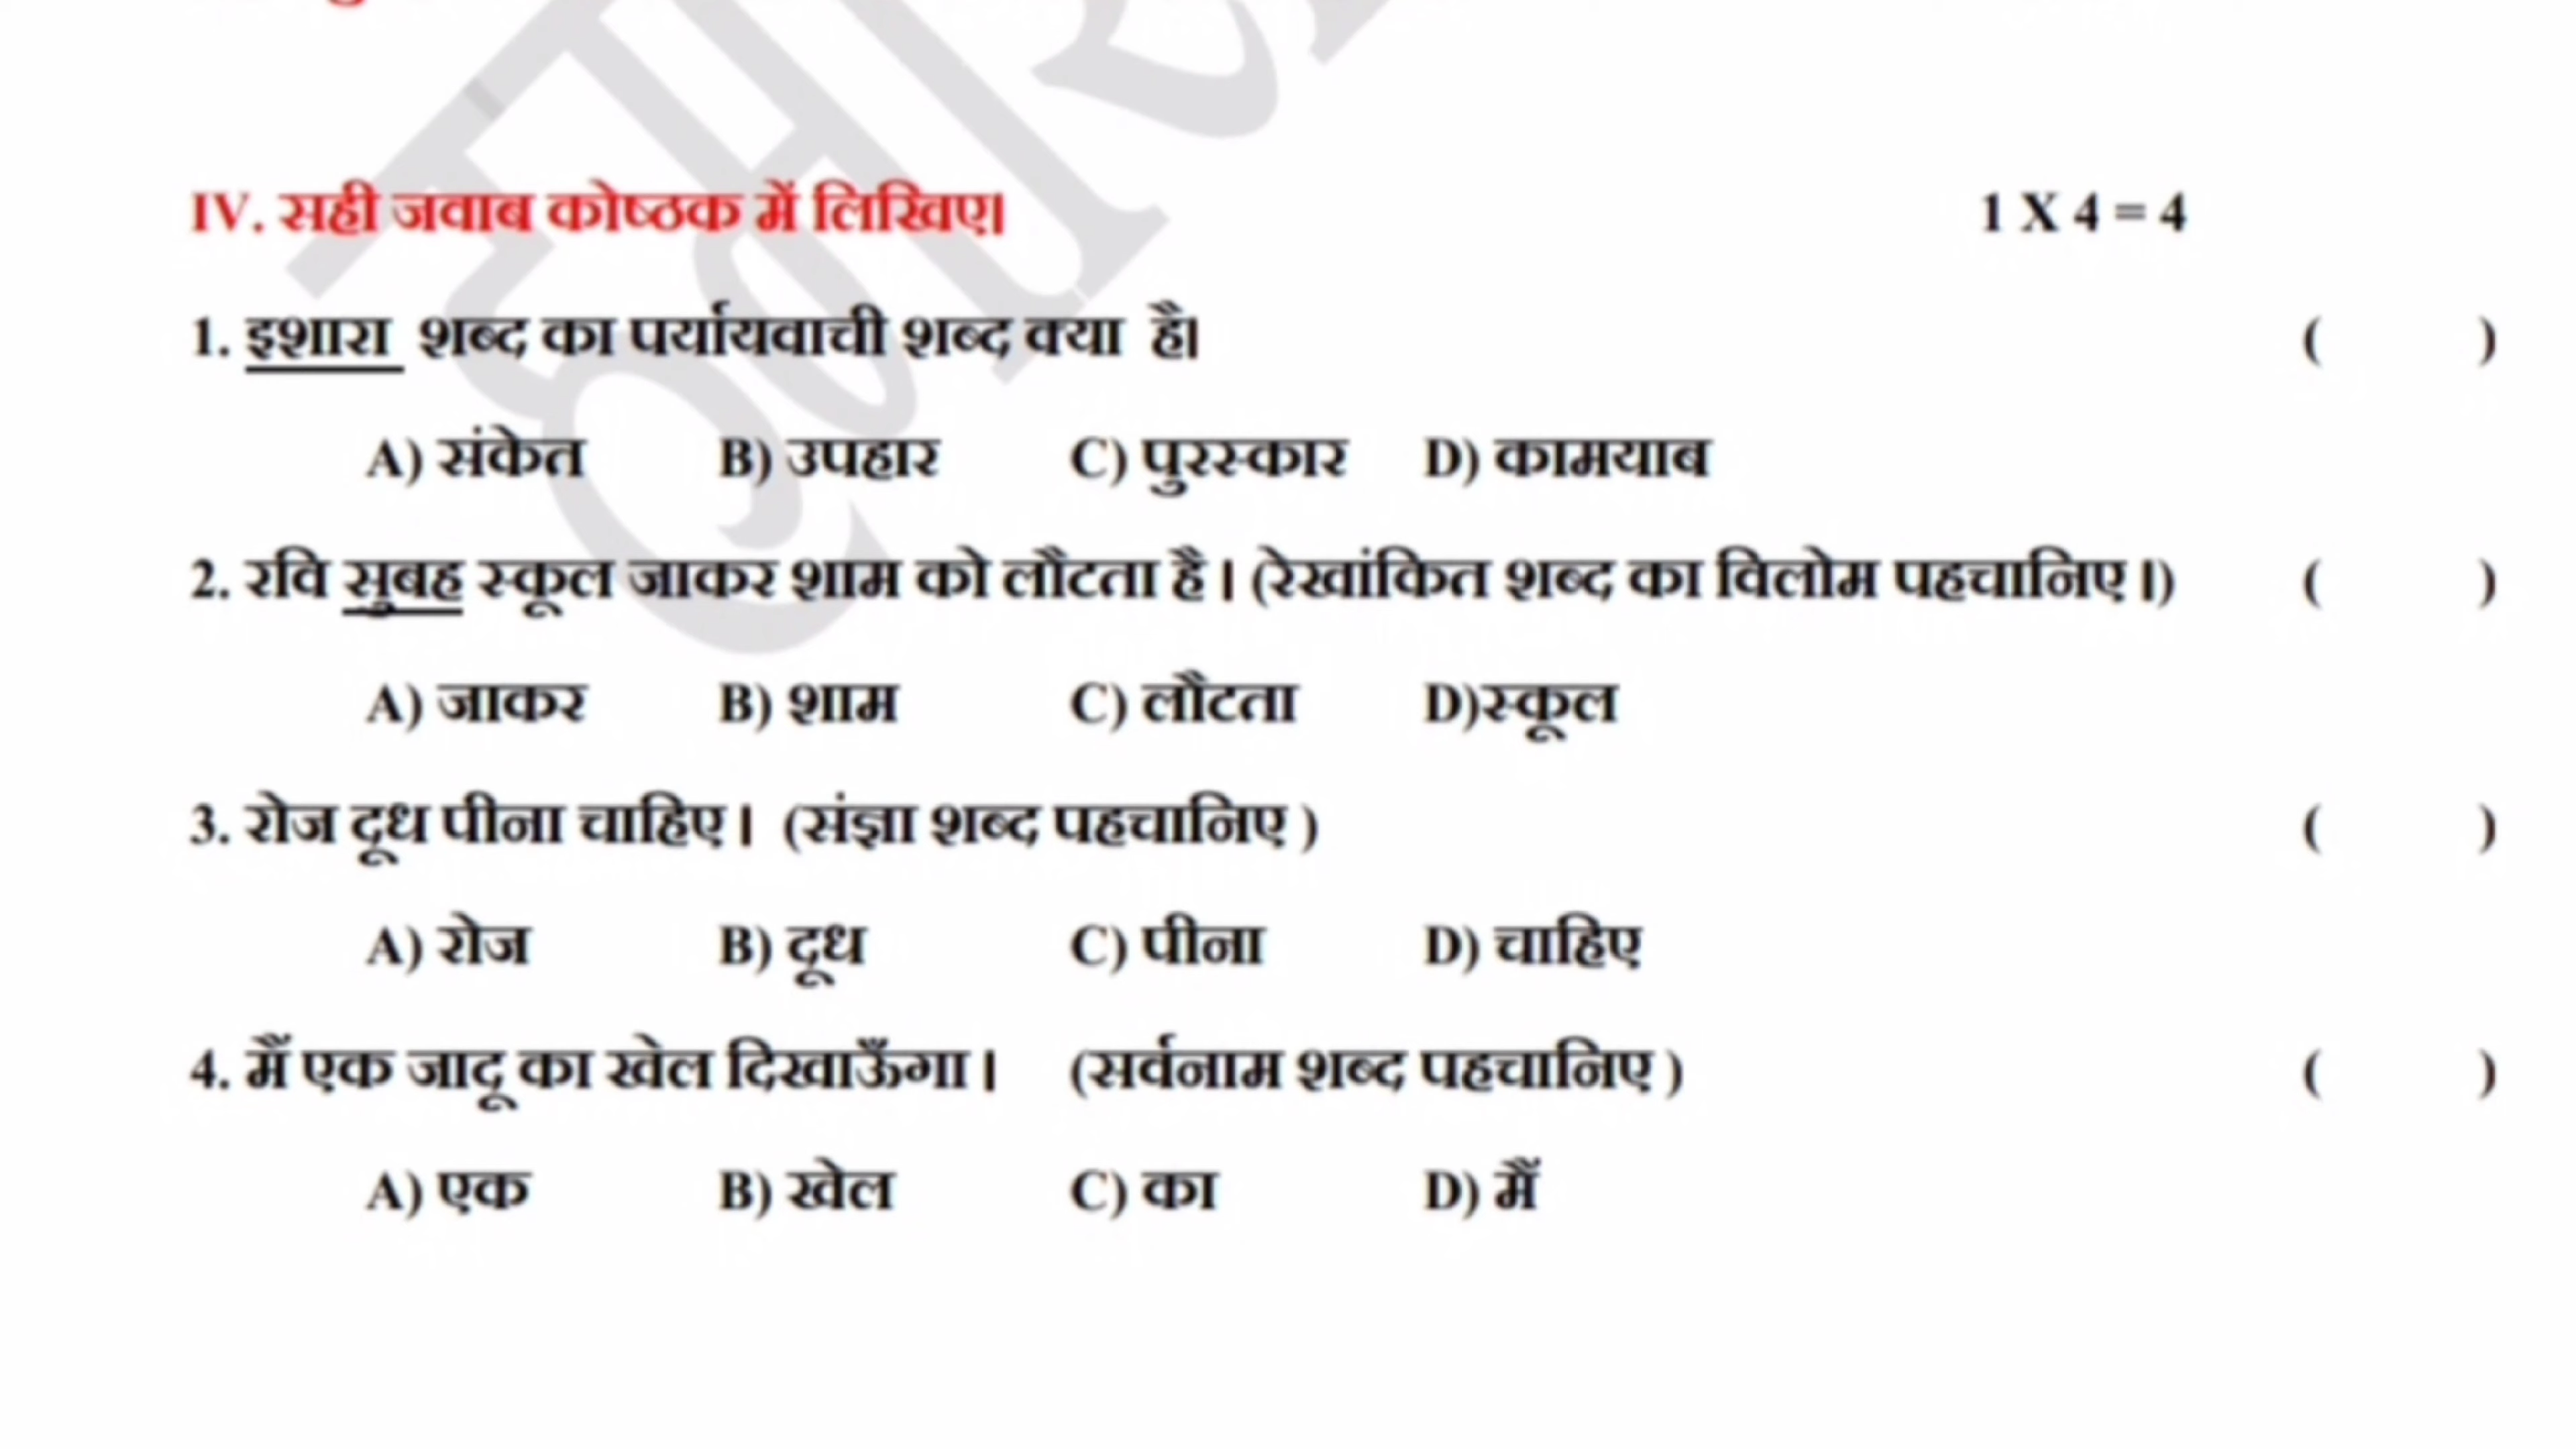 IV. सही जवाब कोष्ठक में लिखिए। 1 X 4 = 4
1. इशारा शब्द का पर्यायवाची शब्द क्या है। ( )
A) संकेत B) उपहार C) पुरस्कार D) कामयाब
2. रवि सुबह स्कूल जाकर शाम को लौटता है। (रेखांकित शब्द का विलोम पहचानिए।) ( )
A) जाकर B) शाम C) लौटता D)स्कूल
3. रोज दूध पीना चाहिए। (संज्ञा शब्द पहचानिए ) ( )
A) रोज B) दूध C) पीना D) चाहिए
4. मैं एक जादू का खेल दिखाऊँगा। (सर्वनाम शब्द पहचानिए ) ( )
A) एक B) खेल C) का D) मैं